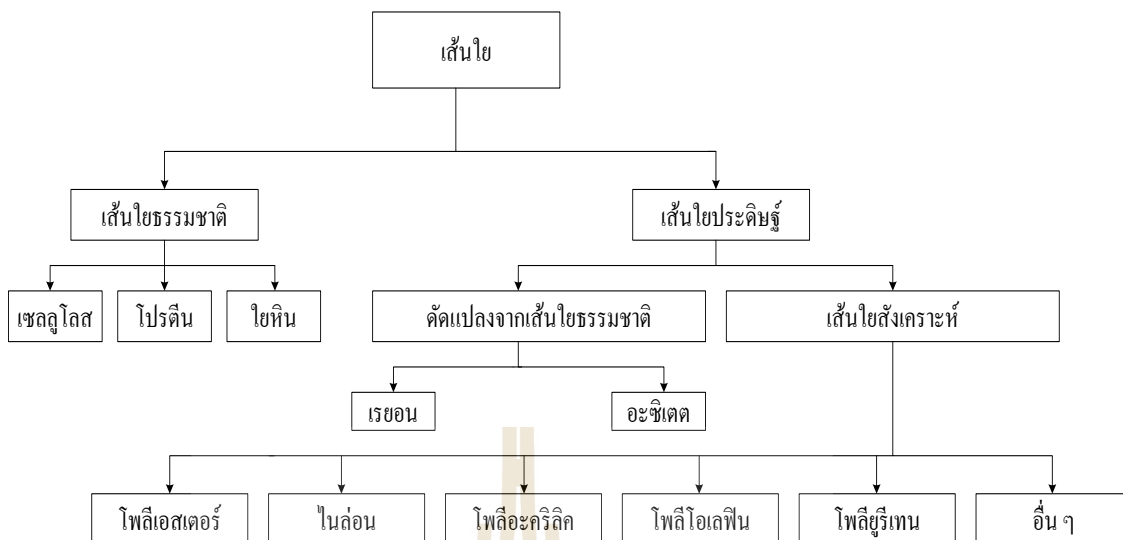 เส้นใย
เส้นใยธรรมชาติ
เส้นใยประดิษฐ์
เซลลูโลส
โปรตีน
ใยหิน
ดัดแปลงจากเส้นใยธรรมชาติ
เส้นใยสังเคราะห์
เรยอน
อะซิเตต
โพลีเอสเตอร์
ไนล่อน
โพลีอะคริลิค
โพลีโอเลฟิน
โพลียูรีเทน
อื่น ๆ